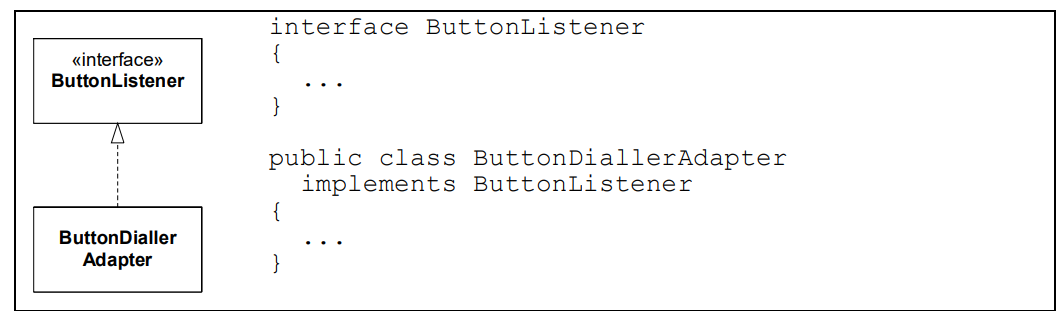 «interface»
ButtonListener
ButtonDialler
Adapter
interface ButtonListener
{
...
}
public class ButtonDiallerAdapter
implements ButtonListener
{
...
}